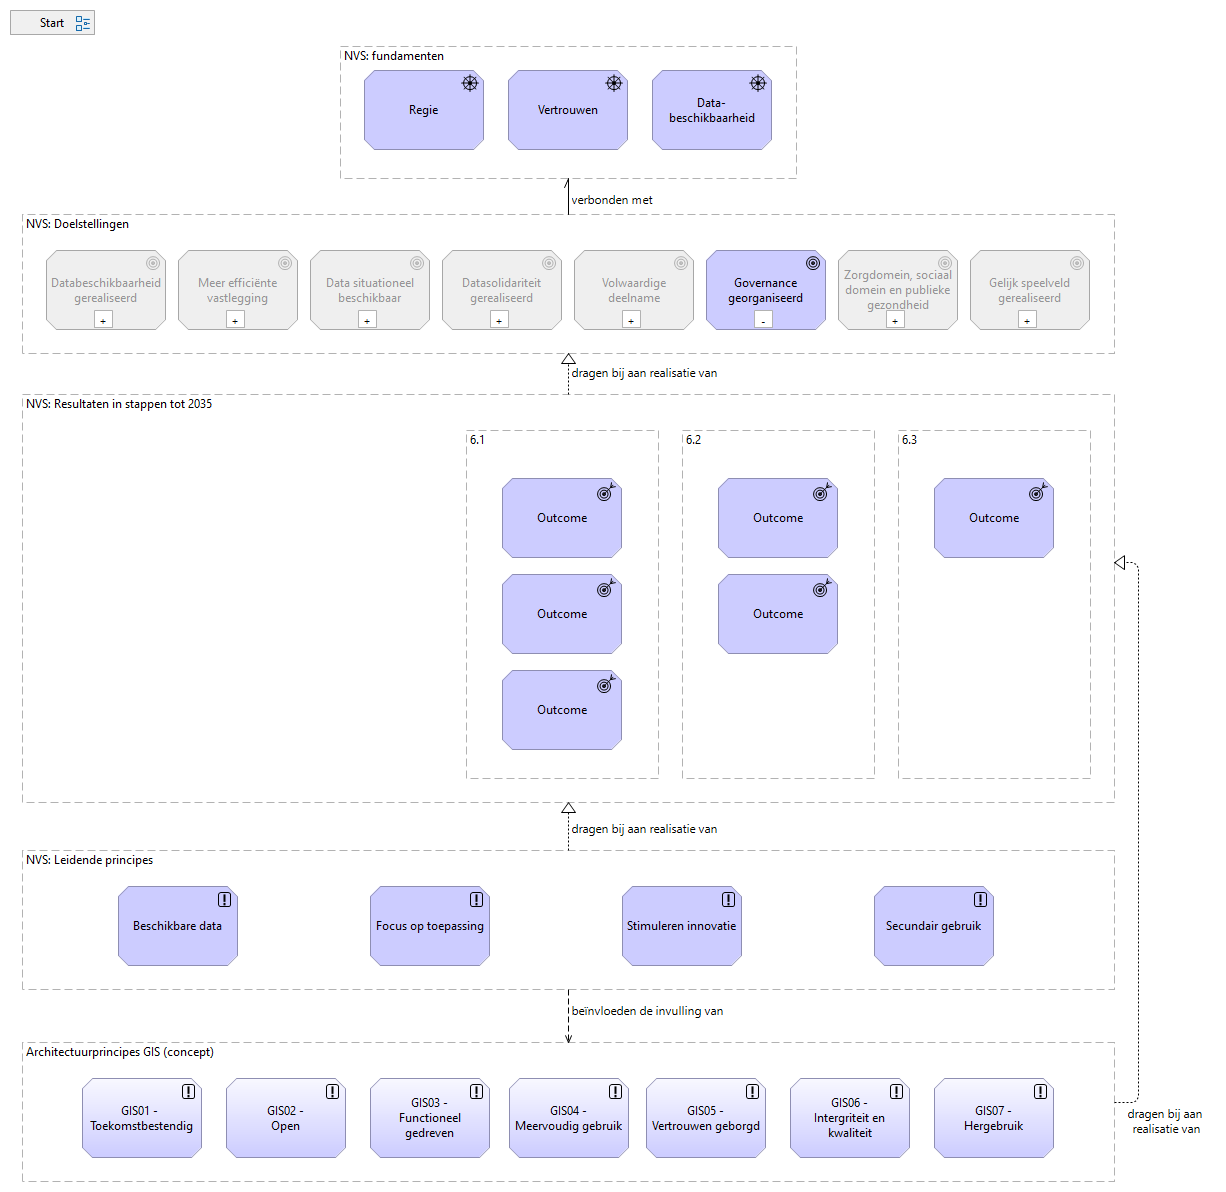 Start
NVS: fundamenten
Regie
Vertrouwen
Data-
beschikbaarheid
verbonden met
NVS: Doelstellingen
Databeschikbaarheid
gerealiseerd
+
Meer efficiënte
vastlegging
+
Data situationeel
beschikbaar
+
Datasolidariteit
gerealiseerd
+
Volwaardige
deelname
+
Governance
georganiseerd
-
Zorgdomein, sociaal
domein en publieke
gezondheid
+
Gelijk speelveld
gerealiseerd
+
dragen bij aan realisatie van
NVS: Resultaten in stappen tot 2035
6.1
Outcome
Outcome
Outcome
6.2
Outcome
Outcome
6.3
Outcome
dragen bij aan realisatie van
NVS: Leidende principes
Beschikbare data
Focus op toepassing
Stimuleren innovatie
Secundair gebruik
beïnvloeden de invulling van
Architectuurprincipes GIS (concept)
GIS01 -
Toekomstbestendig
GIS02 -
Open
GIS03 -
Functioneel
gedreven
GIS04 -
Meervoudig gebruik
GIS05 -
Vertrouwen geborgd
GIS06 -
Intergriteit en
kwaliteit
GIS07 -
Hergebruik
dragen bij aan
realisatie van